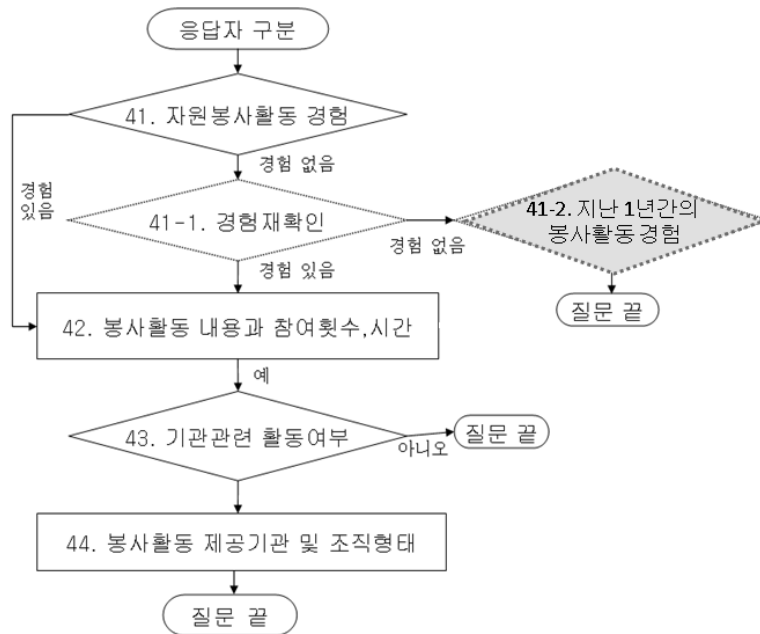 응답자 구분
41. 자원봉사활동 경험
경험 없음
경험
있음
41-1. 경험재확인
경험 없음
41-2. 지난 1년간의
봉사활동 경험
경험 있음
질문 끝
42. 봉사활동 내용과 참여횟수,시간
예
43. 기관관련 활동여부
아니오
질문 끝
44. 봉사활동 제공기관 및 조직형태
질문 끝